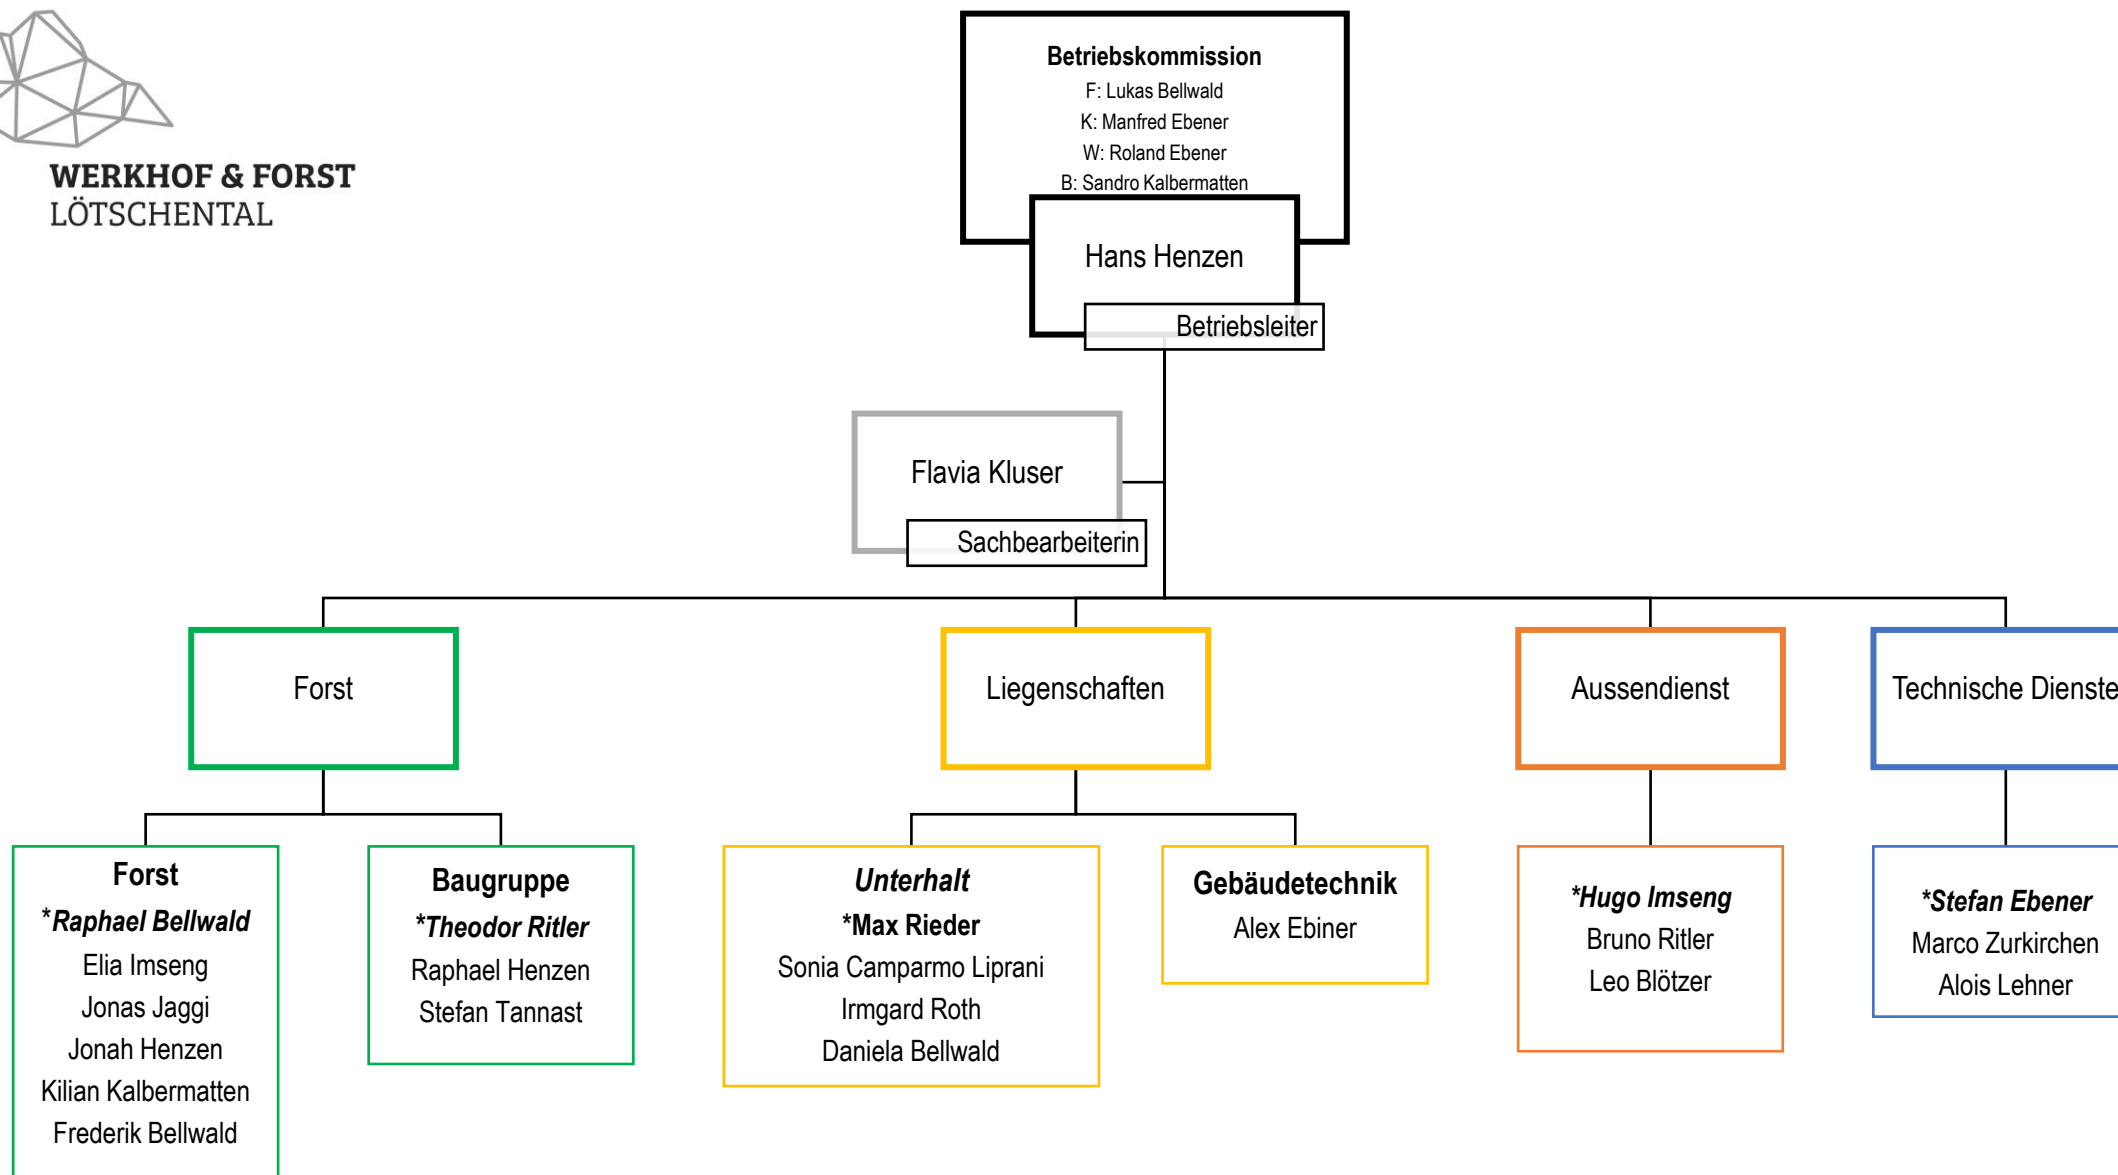 WERKHOF & FORST
LÖTSCHENTAL
Betriebskommission
F: Lukas Bellwald
K: Manfred Ebener
W: Roland Ebener
B: Sandro Kalbermatten
Hans Henzen
Betriebsleiter
Flavia Kluser
Sachbearbeiterin
Forst
Liegenschaften
Aussendienst
Technische Dienste
Forst
*Raphael Bellwald
Elia Imseng
Jonas Jaggi
Jonah Henzen
Kilian Kalbermatten
Frederik Bellwald
Baugruppe
*Theodor Ritler
Raphael Henzen
Stefan Tannast
Unterhalt
*Max Rieder
Sonia Camparmo Liprani
Irmgard Roth
Daniela Bellwald
Gebäudetechnik
Alex Ebiner
*Hugo Imseng
Bruno Ritler
Leo Blötzer
*Stefan Ebener
Marco Zurkirchen
Alois Lehner